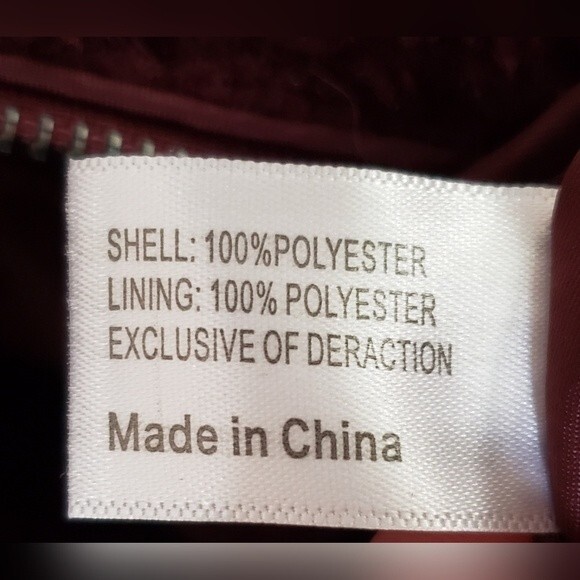 SHELL: 100%POLYESTER
LINING: 100% POLYESTER
EXCLUSIVE OF DERACTION
Made in China